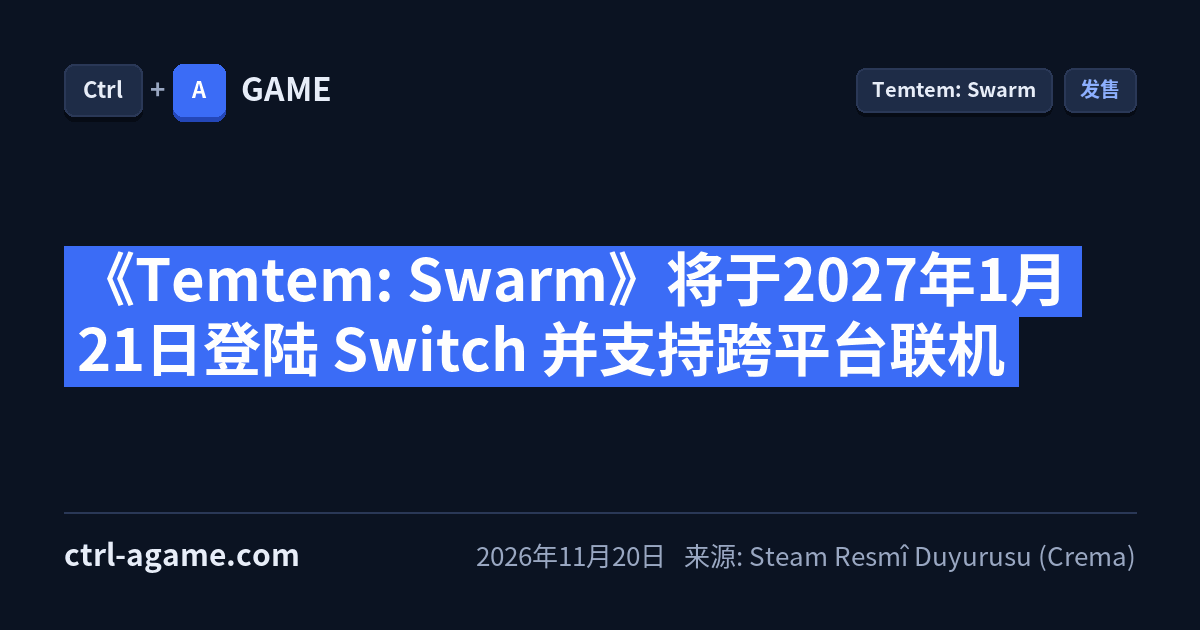 Ctrl + A GAME
Temtem: Swarm 发售
《Temtem: Swarm》将于2027年1月
21日登陆 Switch 并支持跨平台联机
ctrl-agame.com
2026年11月20日 来源: Steam Resmî Duyurusu (Crema)